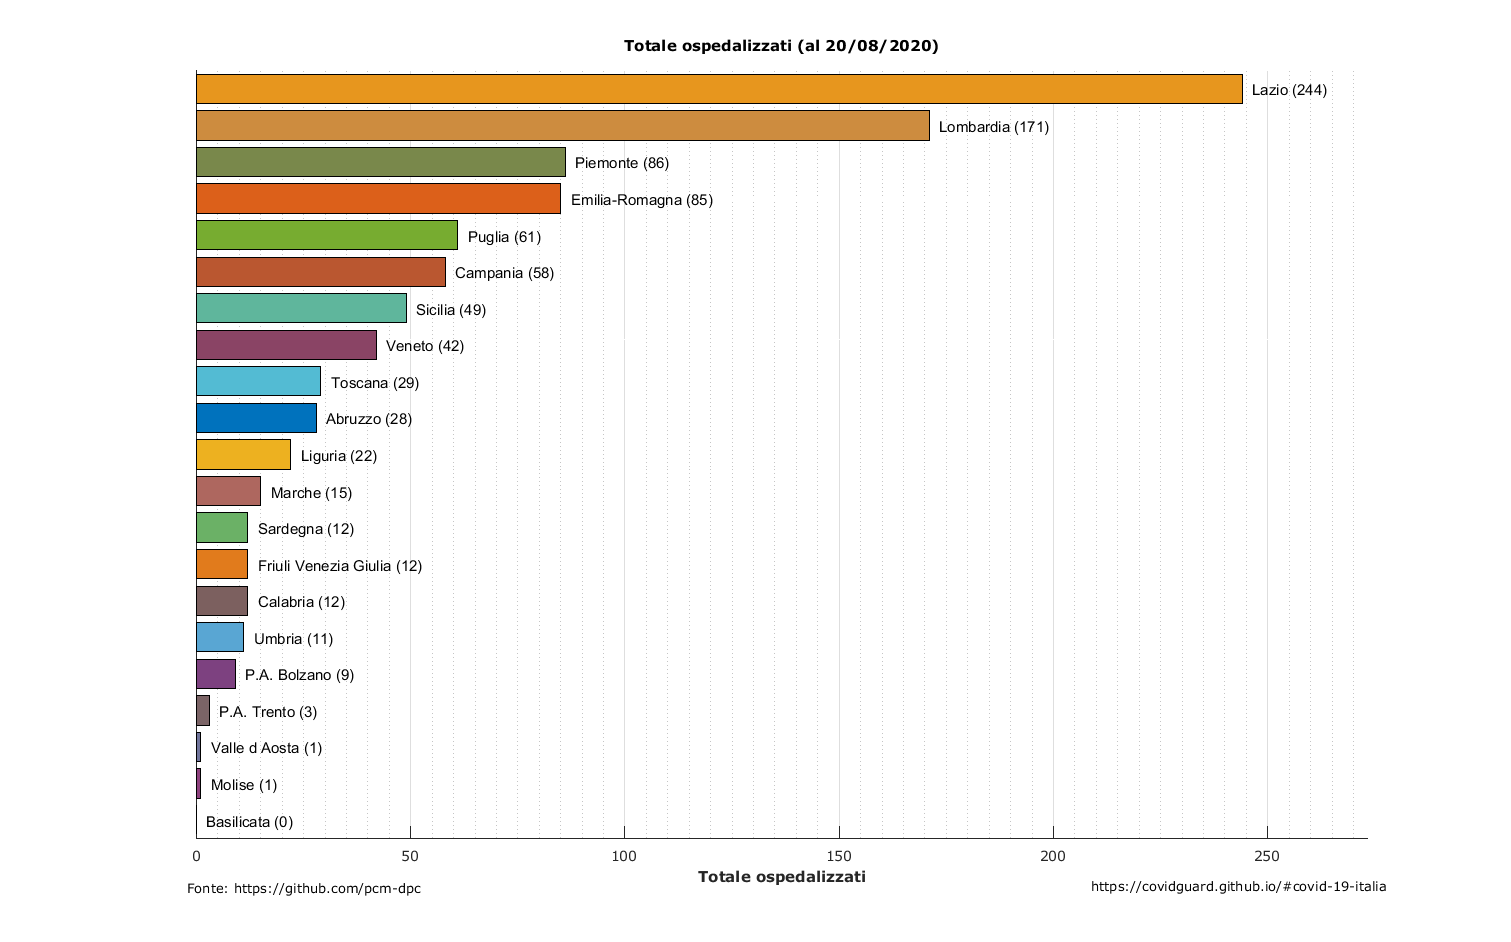 Totale ospedalizzati (al 20/08/2020)
Lazio (244)
Lombardia (171)
Piemonte (86)
Emilia-Romagna (85)
Puglia (61)
Campania (58)
Sicilia (49)
Veneto (42)
Toscana (29)
Abruzzo (28)
Liguria (22)
Marche (15)
Sardegna (12)
Friuli Venezia Giulia (12)
Calabria (12)
Umbria (11)
P.A. Bolzano (9)
P.A. Trento (3)
Valle d Aosta (1)
Molise (1)
Basilicata (0)
0 50 100 150 200 250
Totale ospedalizzati
Fonte: https://github.com/pcm-dpc
https://covidguard.github.io/#covid-19-italia